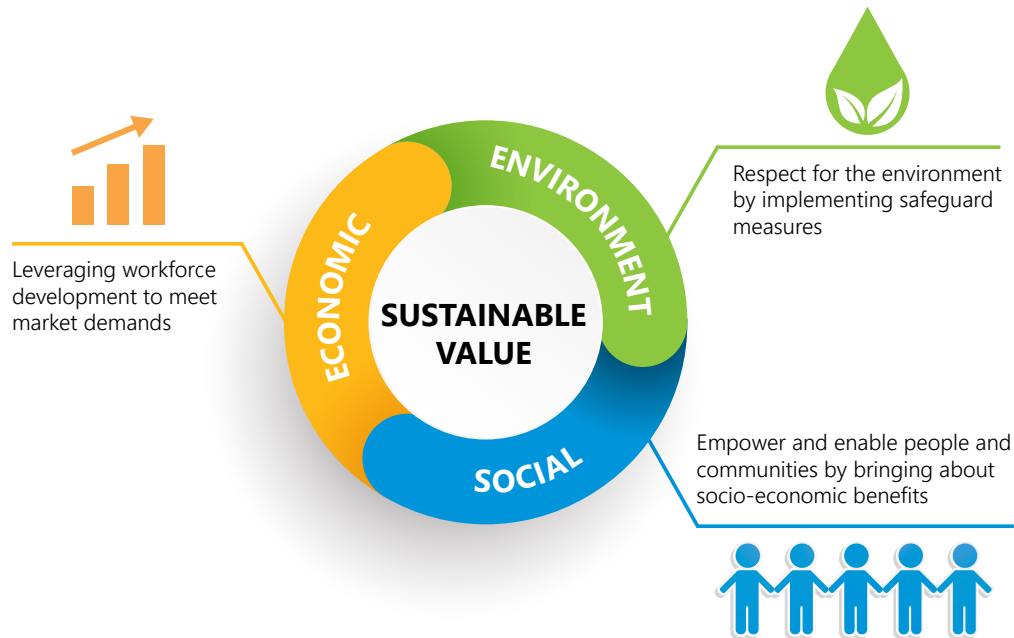 ENVIRONMENT
Respect for the environment
by implementing safeguard
measures
ECONOMIC
Leveraging workforce
development to meet
market demands
SUSTAINABLE
VALUE
SOCIAL
Empower and enable people and
communities by bringing about
socio-economic benefits